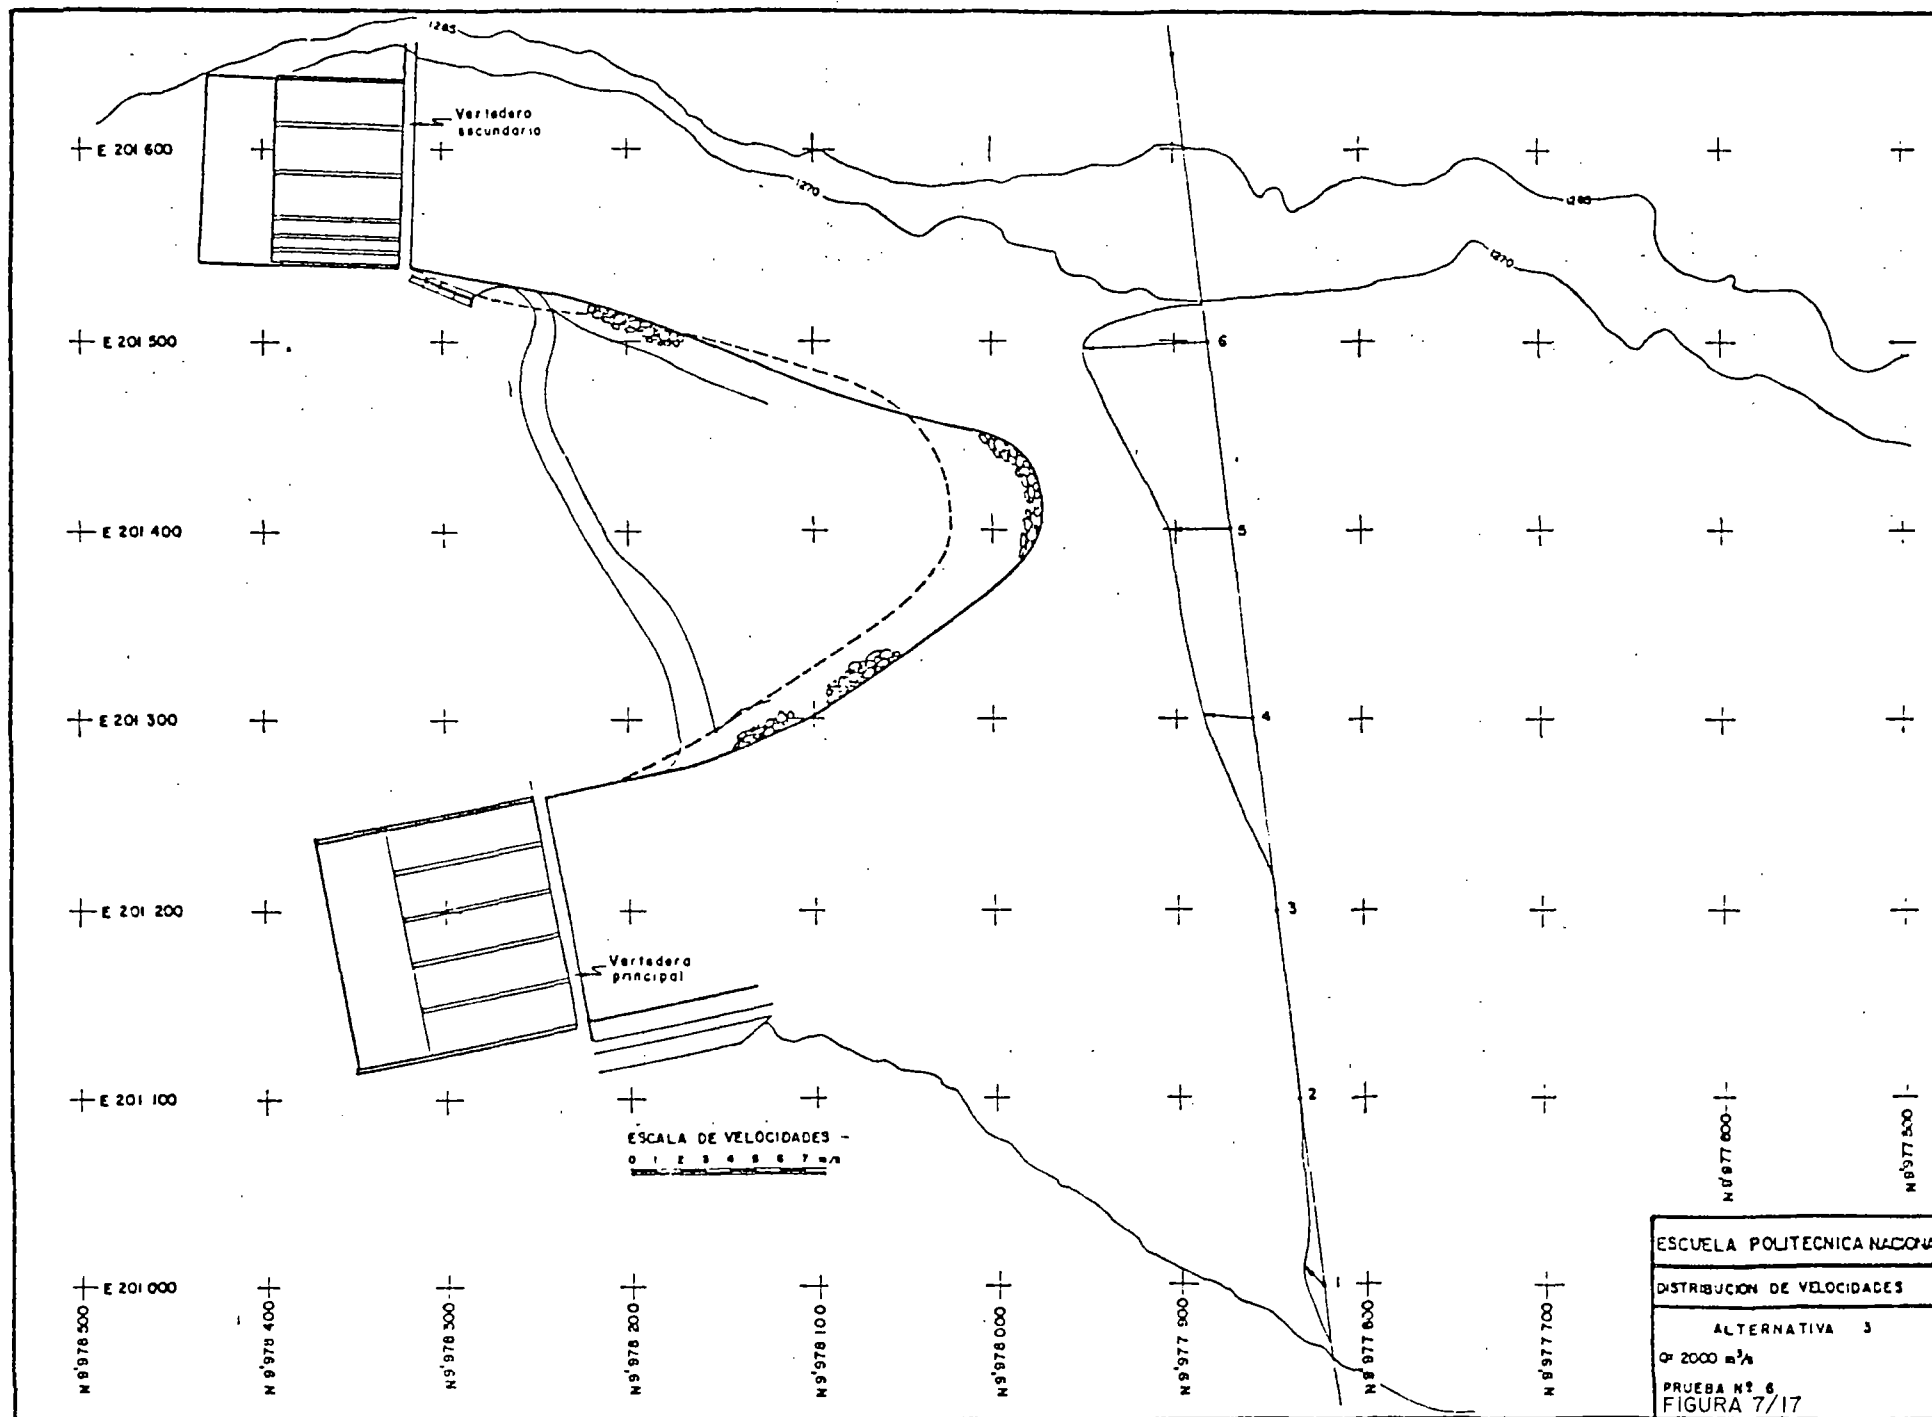 1285
Vertedero
secundario
E 201 600
1270
1285
1270
E 201 500
6
E 201 400
5
E 201 300
4
E 201 200
3
Vertedero
principal
E 201 100
2
ESCALA DE VELOCIDADES -
0 1 2 3 4 5 6 7 m/s
E 201 000
1
N 9'978 500
N 9'978 400
N 9'978 300
N 9'978 200
N 9'978 100
N 9'978 000
N 9'977 900
N 9'977 800
N 9'977 700
N 9'977 600
N 9'977 500
ESCUELA POLITECNICA NACIONA
DISTRIBUCION DE VELOCIDADES
ALTERNATIVA 3
Q= 2000 m³/s
PRUEBA Nº 6
FIGURA 7/17